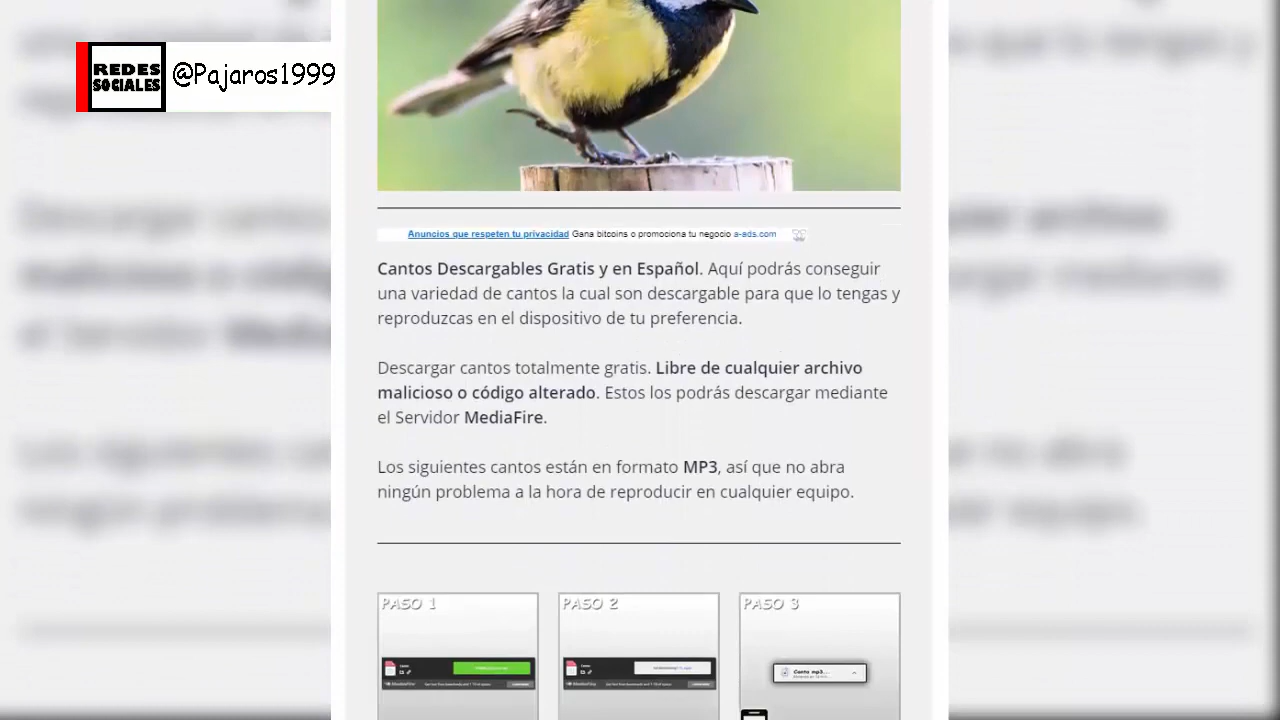 REDES
SOCIALES
@Pajaros1999
Anuncios que respeten tu privacidad Gana bitcoins o promociona tu negocio a-ads.com
Cantos Descargables Gratis y en Español. Aquí podrás conseguir
una variedad de cantos la cual son descargable para que lo tengas y
reproduzcas en el dispositivo de tu preferencia.
Descargar cantos totalmente gratis. Libre de cualquier archivo
malicioso o código alterado. Estos los podrás descargar mediante
el Servidor MediaFire.
Los siguientes cantos están en formato MP3, así que no abra
ningún problema a la hora de reproducir en cualquier equipo.
PASO 1
PASO 2
PASO 3
Canto mp3...